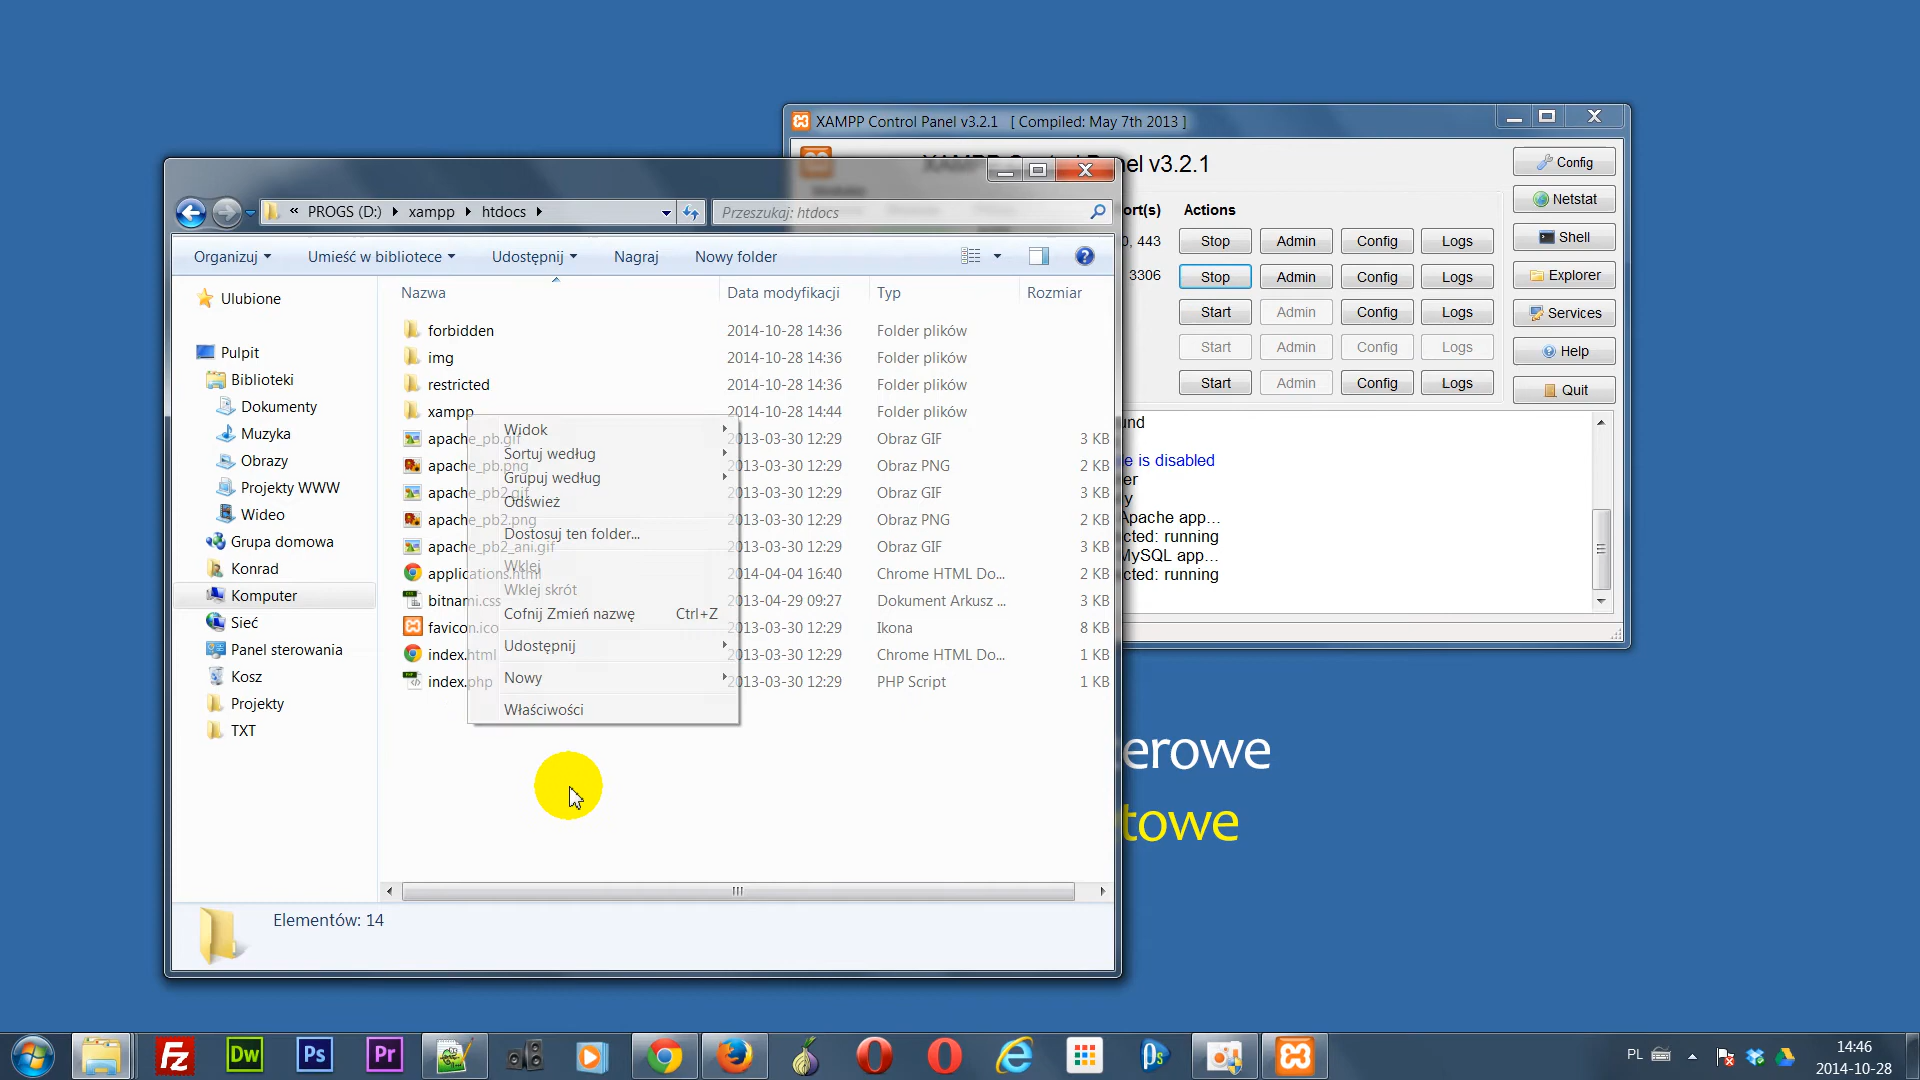 XAMPP Control Panel v3.2.1 [ Compiled: May 7th 2013 ]
nel v3.2.1
Config
Netstat
Shell
Explorer
Services
Help
Quit
ort(s) Actions
0, 443 Stop Admin Config Logs
3306 Stop Admin Config Logs
Start Admin Config Logs
Start Admin Config Logs
Start Admin Config Logs
und
e is disabled
er
y
Apache app...
cted: running
MySQL app...
cted: running
« PROGS (D:) xampp htdocs
Przeszukaj: htdocs
Organizuj Umieść w bibliotece Udostępnij Nagraj Nowy folder
Nazwa Data modyfikacji Typ Rozmiar
Ulubione
Pulpit
Biblioteki
Dokumenty
Muzyka
Obrazy
Projekty WWW
Wideo
Grupa domowa
Konrad
Komputer
Sieć
Panel sterowania
Kosz
Projekty
TXT
forbidden 2014-10-28 14:36 Folder plików
img 2014-10-28 14:36 Folder plików
restricted 2014-10-28 14:36 Folder plików
xampp 2014-10-28 14:44 Folder plików
apache_pb.gif 2013-03-30 12:29 Obraz GIF 3 KB
apache_pb.png 2013-03-30 12:29 Obraz PNG 2 KB
apache_pb2.gif 2013-03-30 12:29 Obraz GIF 3 KB
apache_pb2.png 2013-03-30 12:29 Obraz PNG 2 KB
apache_pb2_ani.gif 2013-03-30 12:29 Obraz GIF 3 KB
applications.html 2014-04-04 16:40 Chrome HTML Do... 2 KB
bitnami.css 2013-04-29 09:27 Dokument Arkusz ... 3 KB
favicon.ico 2013-03-30 12:29 Ikona 8 KB
index.html 2013-03-30 12:29 Chrome HTML Do... 1 KB
index.php 2013-03-30 12:29 PHP Script 1 KB
Widok
Sortuj według
Grupuj według
Odśwież
Dostosuj ten folder...
Wklej
Wklej skrót
Cofnij Zmień nazwę Ctrl+Z
Udostępnij
Nowy
Właściwości
Elementów: 14
erowe
towe
Fz Dw Ps Pr
PL
14:46
2014-10-28